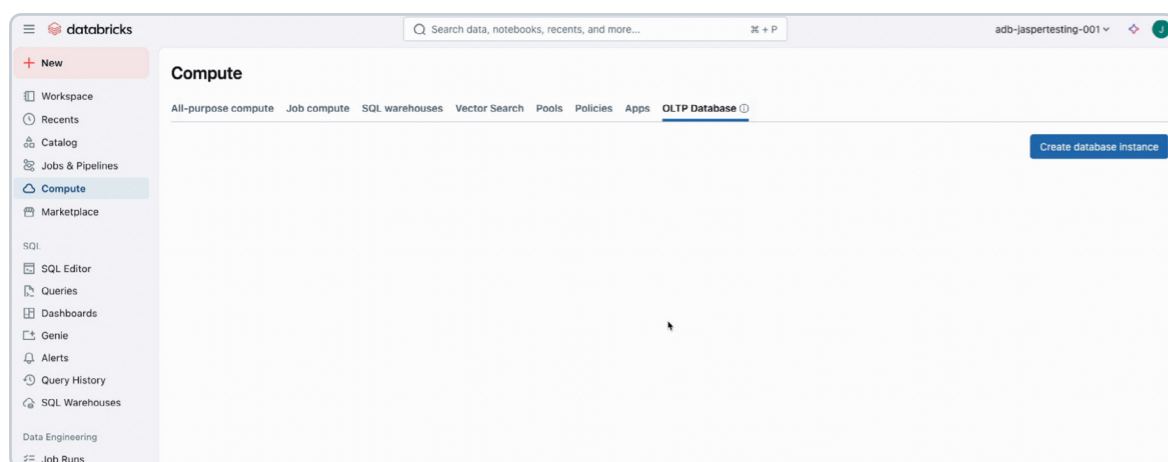 databricks
Search data, notebooks, recents, and more...
⌘ + P
adb-jaspertesting-001
J
New
Workspace
Recents
Catalog
Jobs & Pipelines
Compute
Marketplace
SQL
SQL Editor
Queries
Dashboards
Genie
Alerts
Query History
SQL Warehouses
Data Engineering
Job Runs
Compute
All-purpose compute Job compute SQL warehouses Vector Search Pools Policies Apps OLTP Database
Create database instance